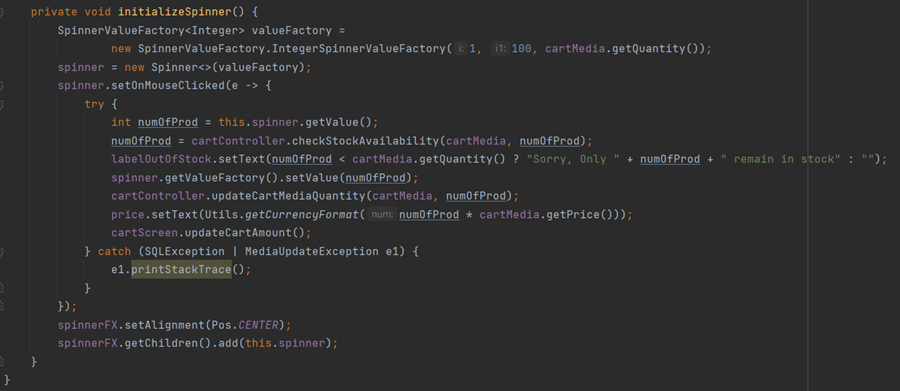 private void initializeSpinner() {
SpinnerValueFactory<Integer> valueFactory =
new SpinnerValueFactory.IntegerSpinnerValueFactory( i: 1, i1: 100, cartMedia.getQuantity());
spinner = new Spinner<>(valueFactory);
spinner.setOnMouseClicked(e -> {
try {
int numOfProd = this.spinner.getValue();
numOfProd = cartController.checkStockAvailability(cartMedia, numOfProd);
labelOutOfStock.setText(numOfProd < cartMedia.getQuantity() ? "Sorry, Only " + numOfProd + " remain in stock" : "");
spinner.getValueFactory().setValue(numOfProd);
cartController.updateCartMediaQuantity(cartMedia, numOfProd);
price.setText(Utils.getCurrencyFormat( num: numOfProd * cartMedia.getPrice()));
cartScreen.updateCartAmount();
} catch (SQLException | MediaUpdateException e1) {
e1.printStackTrace();
}
});
spinnerFX.setAlignment(Pos.CENTER);
spinnerFX.getChildren().add(this.spinner);
}
}